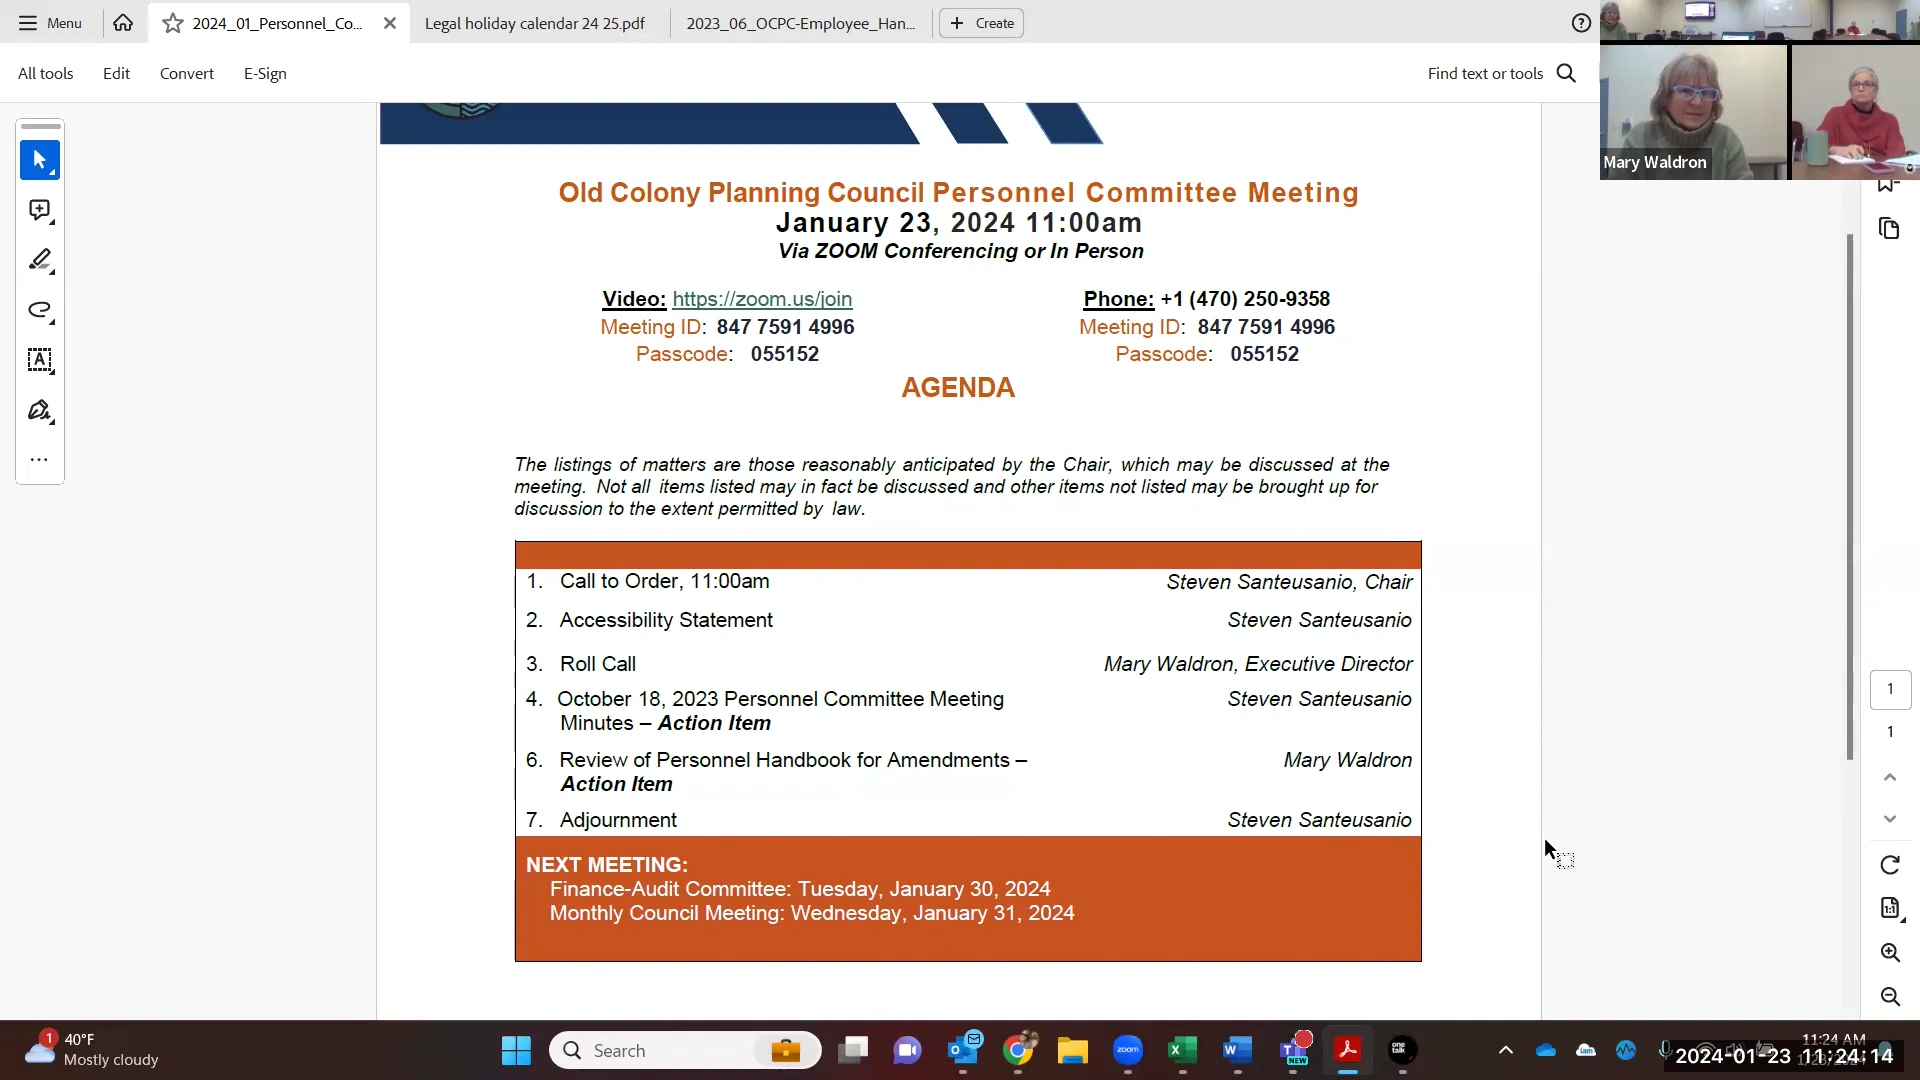 Menu
2024_01_Personnel_Co...
Legal holiday calendar 24 25.pdf
2023_06_OCPC-Employee_Han...
Create
All tools
Edit
Convert
E-Sign
Find text or tools
Mary Waldron
Old Colony Planning Council Personnel Committee Meeting
January 23, 2024 11:00am
Via ZOOM Conferencing or In Person
Video: https://zoom.us/join
Meeting ID: 847 7591 4996
Passcode: 055152
Phone: +1 (470) 250-9358
Meeting ID: 847 7591 4996
Passcode: 055152
AGENDA
The listings of matters are those reasonably anticipated by the Chair, which may be discussed at the
meeting. Not all items listed may in fact be discussed and other items not listed may be brought up for
discussion to the extent permitted by law.
1. Call to Order, 11:00am Steven Santeusanio, Chair
2. Accessibility Statement Steven Santeusanio
3. Roll Call Mary Waldron, Executive Director
4. October 18, 2023 Personnel Committee Meeting Steven Santeusanio
Minutes – Action Item
6. Review of Personnel Handbook for Amendments – Mary Waldron
Action Item
7. Adjournment Steven Santeusanio
NEXT MEETING:
Finance-Audit Committee: Tuesday, January 30, 2024
Monthly Council Meeting: Wednesday, January 31, 2024
1
1
1
40°F
Mostly cloudy
Search
zoom
one talk
NEW
11:24 AM
2024-01-23 11:24:14